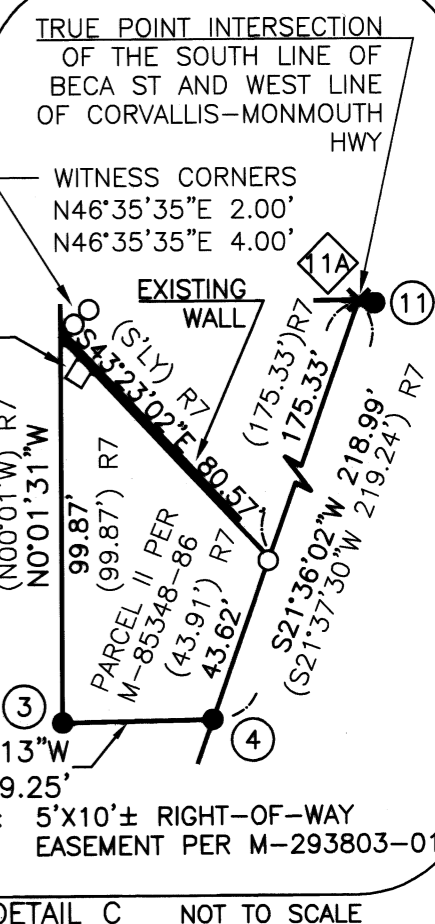 TRUE POINT INTERSECTION
OF THE SOUTH LINE OF
BECA ST AND WEST LINE
OF CORVALLIS-MONMOUTH
HWY
WITNESS CORNERS
N46°35'35"E 2.00'
N46°35'35"E 4.00'
11A
EXISTING
WALL
11
(S'LY) R7
S43°23'02"E 80.57'
(175.33') R7
175.33'
S21°36'02"W 218.99'
(S21°37'30"W 219.24') R7
(N00°01'W) R7
N0°01'31"W
99.87'
(99.87') R7
PARCEL II PER
M-85348-86
(43.91') R7
43.62'
3
4
13"W
9.25'
5'X10'± RIGHT-OF-WAY
EASEMENT PER M-293803-01
DETAIL C NOT TO SCALE